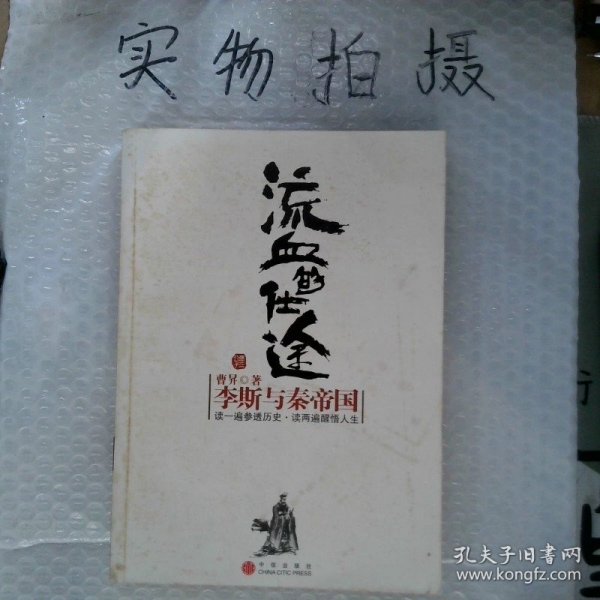 实物拍摄
流血的仕途
曹昇◎著
李斯与秦帝国
读一遍参透历史·读两遍醒悟人生
中信出版社
CHINA CITIC PRESS
行
孔夫子旧书网
www.kongfz.com